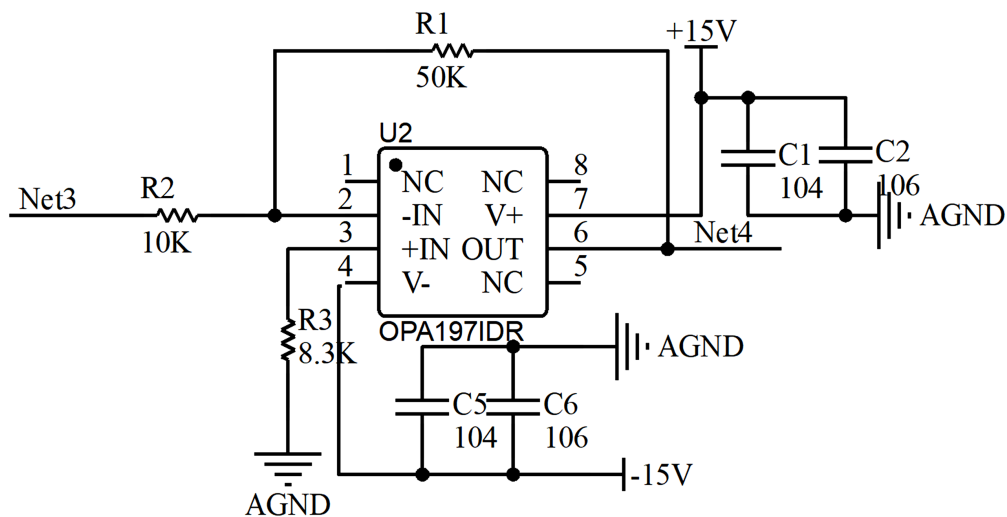 R1
50K
+15V
U2
C1
104
C2
106
AGND
Net3
R2
10K
1
2
3
4
NC
-IN
+IN
V-
NC
V+
OUT
NC
8
7
6
5
Net4
OPA197IDR
R3
8.3K
AGND
AGND
C5
104
C6
106
-15V